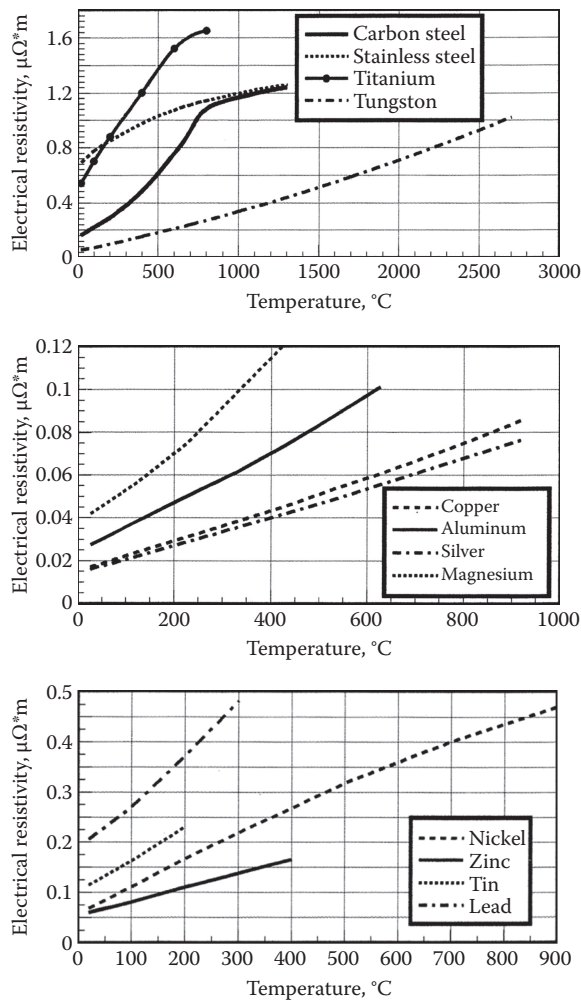 Electrical resistivity, μΩ*m
1.6
1.2
0.8
0.4
0
Carbon steel
Stainless steel
Titanium
Tungston
0 500 1000 1500 2000 2500 3000
Temperature, °C
Electrical resistivity, μΩ*m
0.12
0.1
0.08
0.06
0.04
0.02
0
Copper
Aluminum
Silver
Magnesium
0 200 400 600 800 1000
Temperature, °C
Electrical resistivity, μΩ*m
0.5
0.4
0.3
0.2
0.1
0
Nickel
Zinc
Tin
Lead
0 100 200 300 400 500 600 700 800 900
Temperature, °C